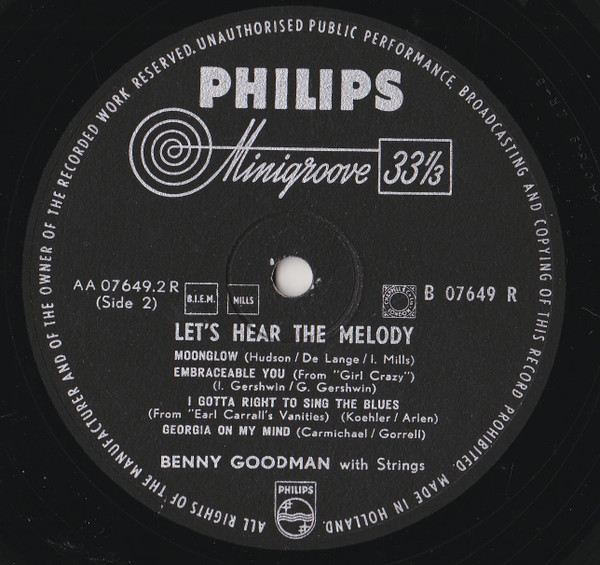 ALL RIGHTS OF THE MANUFACTURER AND OF THE OWNER OF THE RECORDED WORK RESERVED. UNAUTHORISED PUBLIC PERFORMANCE, BROADCASTING AND COPYING OF THIS RECORD PROHIBITED. MADE IN HOLLAND.
PHILIPS
Minigroove 33⅓
AA 07649.2 R
(Side 2)
B.I.E.M.
MILLS
B 07649 R
LET'S HEAR THE MELODY
MOONGLOW (Hudson / De Lange / I. Mills)
EMBRACEABLE YOU (From "Girl Crazy")
(I. Gershwin / G. Gershwin)
I GOTTA RIGHT TO SING THE BLUES
(From "Earl Carrall's Vanities) (Koehler / Arlen)
GEORGIA ON MY MIND (Carmichael / Gorrell)
BENNY GOODMAN with Strings
PHILIPS